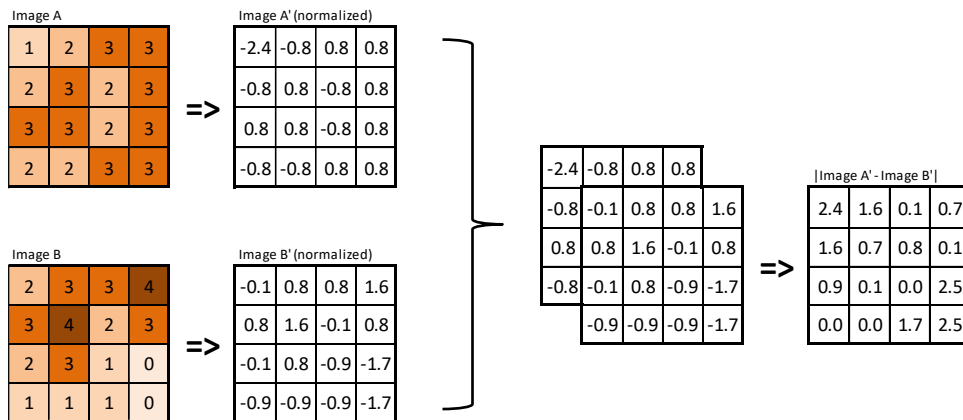 Image A
1 2 3 3
2 3 2 3
3 3 2 3
2 2 3 3
=>
Image A' (normalized)
-2.4 -0.8 0.8 0.8
-0.8 0.8 -0.8 0.8
0.8 0.8 -0.8 0.8
-0.8 -0.8 0.8 0.8
Image B
2 3 3 4
3 4 2 3
2 3 1 0
1 1 1 0
=>
Image B' (normalized)
-0.1 0.8 0.8 1.6
0.8 1.6 -0.1 0.8
-0.1 0.8 -0.9 -1.7
-0.9 -0.9 -0.9 -1.7
-2.4 -0.8 0.8 0.8
-0.8 -0.1 0.8 0.8 1.6
0.8 0.8 1.6 -0.1 0.8
-0.8 -0.1 0.8 -0.9 -1.7
-0.9 -0.9 -0.9 -1.7
=>
|Image A' - Image B'|
2.4 1.6 0.1 0.7
1.6 0.7 0.8 0.1
0.9 0.1 0.0 2.5
0.0 0.0 1.7 2.5